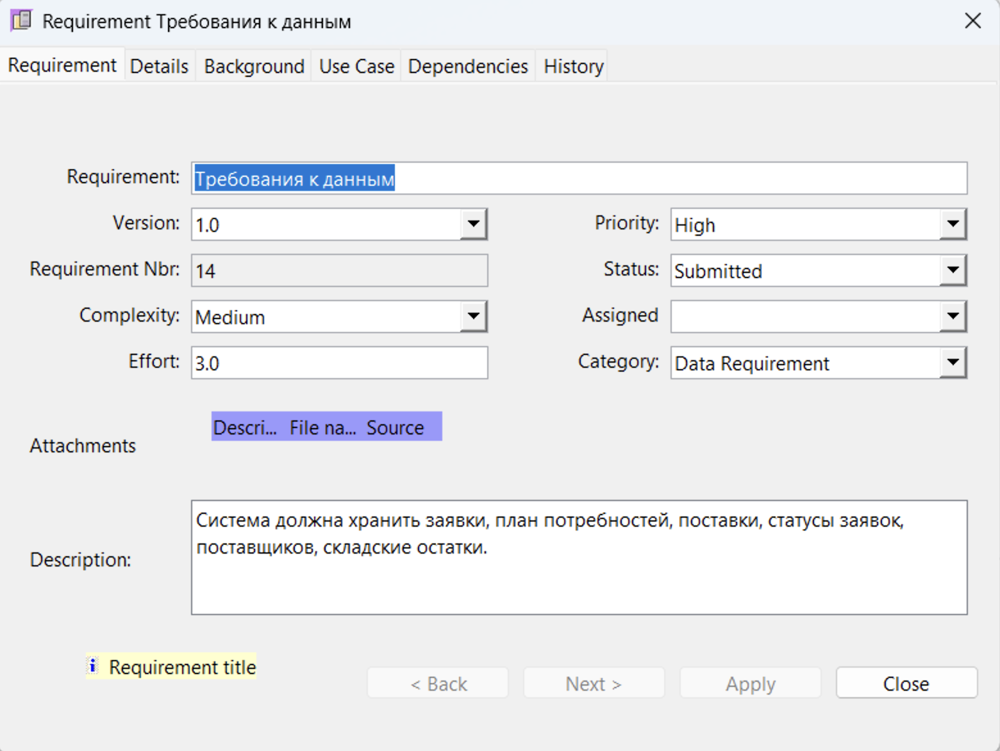 Requirement Требования к данным
Requirement Details Background Use Case Dependencies History
Requirement: Требования к данным
Version: 1.0 Priority: High
Requirement Nbr: 14 Status: Submitted
Complexity: Medium Assigned
Effort: 3.0 Category: Data Requirement
Descri... File na... Source
Attachments
Система должна хранить заявки, план потребностей, поставки, статусы заявок,
поставщиков, складские остатки.
Description:
i Requirement title
< Back Next > Apply Close